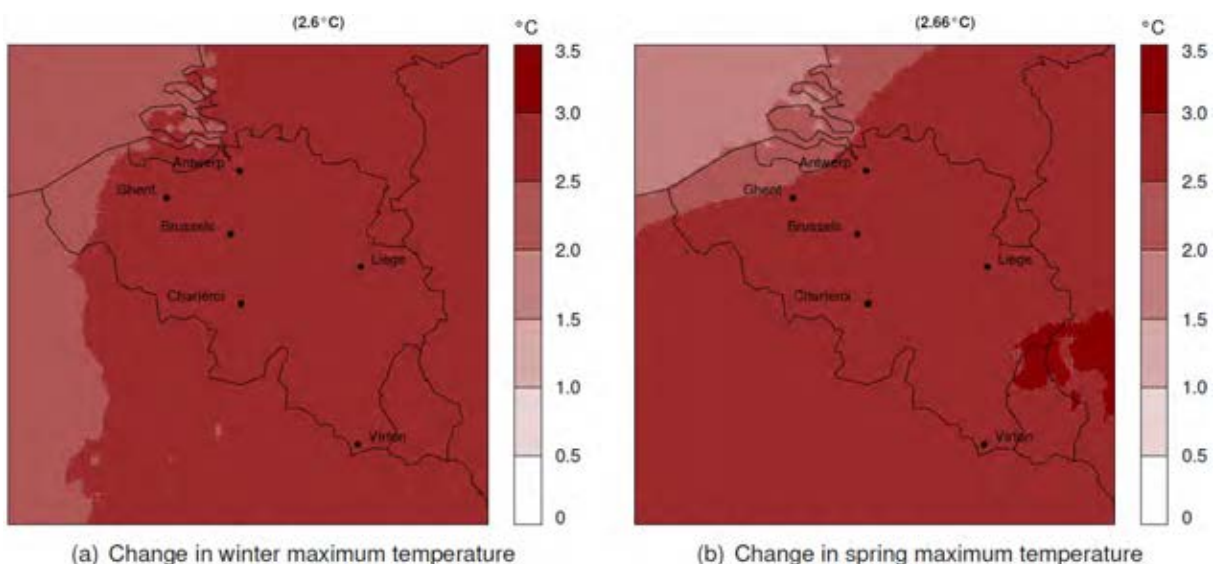 (2.6°C)
°C
3.5
3.0
2.5
2.0
1.5
1.0
0.5
0
Antwerp
Ghent
Brussels
Liège
Charleroi
Virton
(a) Change in winter maximum temperature
(2.66°C)
°C
3.5
3.0
2.5
2.0
1.5
1.0
0.5
0
Antwerp
Ghent
Brussels
Liège
Charleroi
Virton
(b) Change in spring maximum temperature